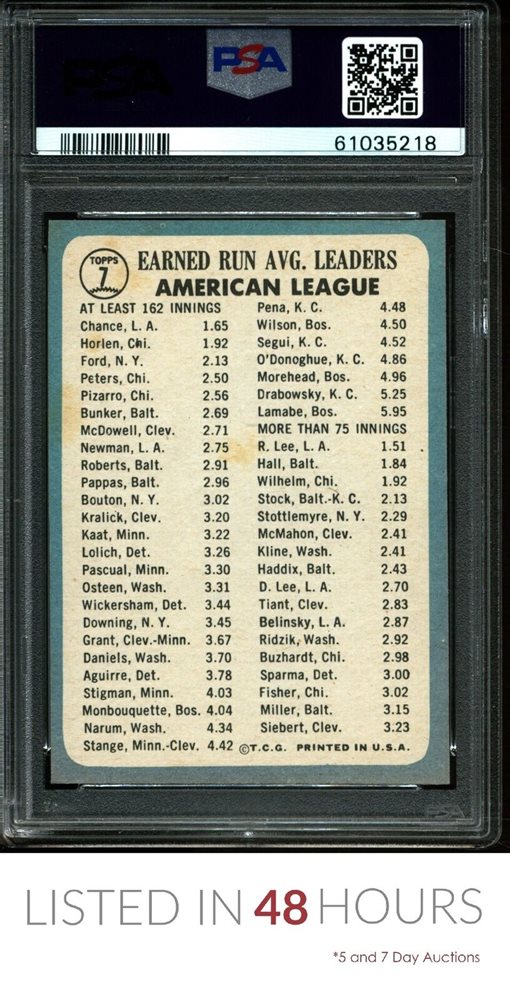 PSA
PSA
61035218
TOPPS
7
EARNED RUN AVG. LEADERS
AMERICAN LEAGUE
AT LEAST 162 INNINGS
Chance, L. A. 1.65
Horlen, Chi. 1.92
Ford, N. Y. 2.13
Peters, Chi. 2.50
Pizarro, Chi. 2.56
Bunker, Balt. 2.69
McDowell, Clev. 2.71
Newman, L. A. 2.75
Roberts, Balt. 2.91
Pappas, Balt. 2.96
Bouton, N. Y. 3.02
Kralick, Clev. 3.20
Kaat, Minn. 3.22
Lolich, Det. 3.26
Pascual, Minn. 3.30
Osteen, Wash. 3.31
Wickersham, Det. 3.44
Downing, N. Y. 3.45
Grant, Clev.-Minn. 3.67
Daniels, Wash. 3.70
Aguirre, Det. 3.78
Stigman, Minn. 4.03
Monbouquette, Bos. 4.04
Narum, Wash. 4.34
Stange, Minn.-Clev. 4.42
Pena, K. C. 4.48
Wilson, Bos. 4.50
Segui, K. C. 4.52
O'Donoghue, K. C. 4.86
Morehead, Bos. 4.96
Drabowsky, K. C. 5.25
Lamabe, Bos. 5.95
MORE THAN 75 INNINGS
R. Lee, L. A. 1.51
Hall, Balt. 1.84
Wilhelm, Chi. 1.92
Stock, Balt.-K. C. 2.13
Stottlemyre, N. Y. 2.29
McMahon, Clev. 2.41
Kline, Wash. 2.41
Haddix, Balt. 2.43
D. Lee, L. A. 2.70
Tiant, Clev. 2.83
Belinsky, L. A. 2.87
Ridzik, Wash. 2.92
Buzhardt, Chi. 2.98
Sparma, Det. 3.00
Fisher, Chi. 3.02
Miller, Balt. 3.15
Siebert, Clev. 3.23
©T.C.G. PRINTED IN U.S.A.
PSA
LISTED IN 48 HOURS
*5 and 7 Day Auctions